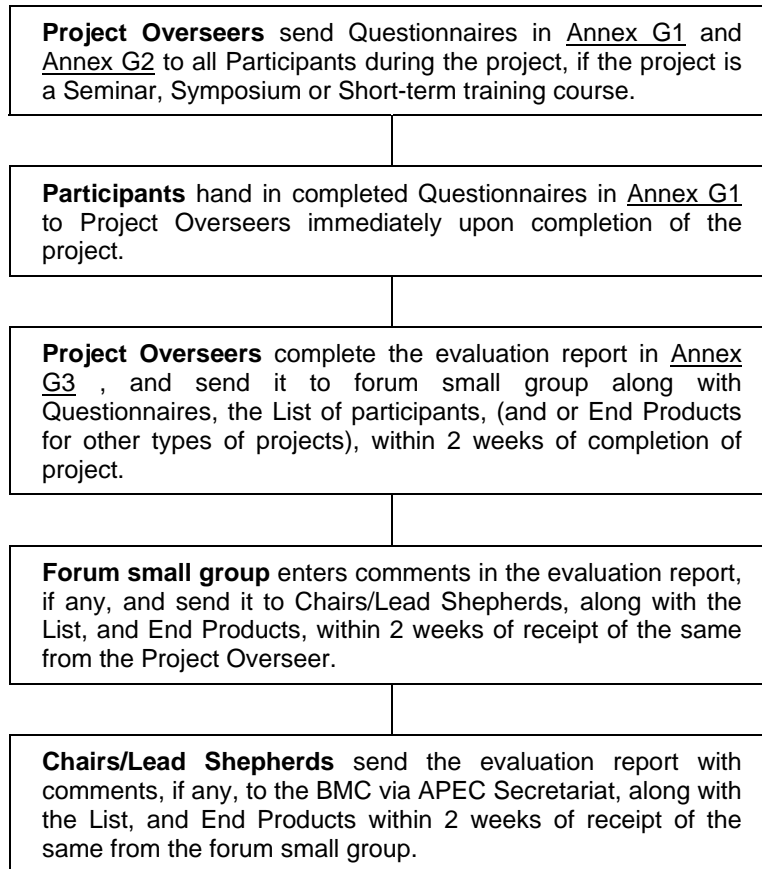 Project Overseers send Questionnaires in Annex G1 and
Annex G2 to all Participants during the project, if the project is
a Seminar, Symposium or Short-term training course.
Participants hand in completed Questionnaires in Annex G1
to Project Overseers immediately upon completion of the
project.
Project Overseers complete the evaluation report in Annex
G3 , and send it to forum small group along with
Questionnaires, the List of participants, (and or End Products
for other types of projects), within 2 weeks of completion of
project.
Forum small group enters comments in the evaluation report,
if any, and send it to Chairs/Lead Shepherds, along with the
List, and End Products, within 2 weeks of receipt of the same
from the Project Overseer.
Chairs/Lead Shepherds send the evaluation report with
comments, if any, to the BMC via APEC Secretariat, along with
the List, and End Products within 2 weeks of receipt of the
same from the forum small group.